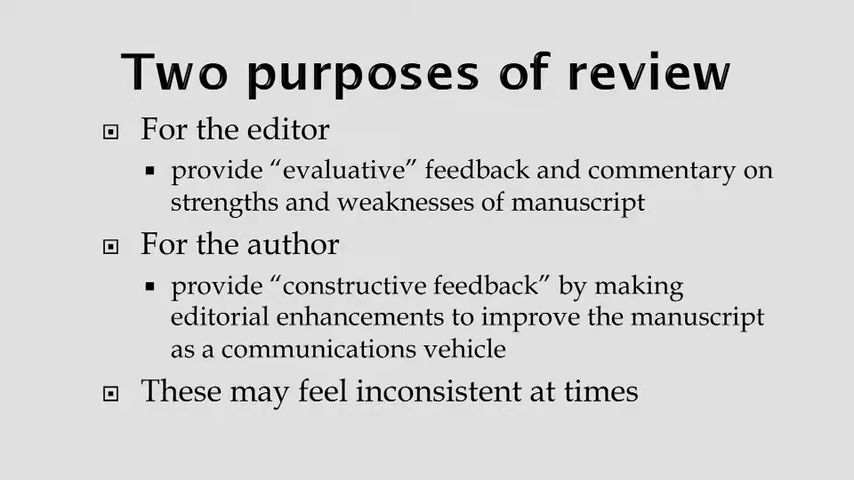 Two purposes of review
For the editor
provide “evaluative” feedback and commentary on
strengths and weaknesses of manuscript
For the author
provide “constructive feedback” by making
editorial enhancements to improve the manuscript
as a communications vehicle
These may feel inconsistent at times